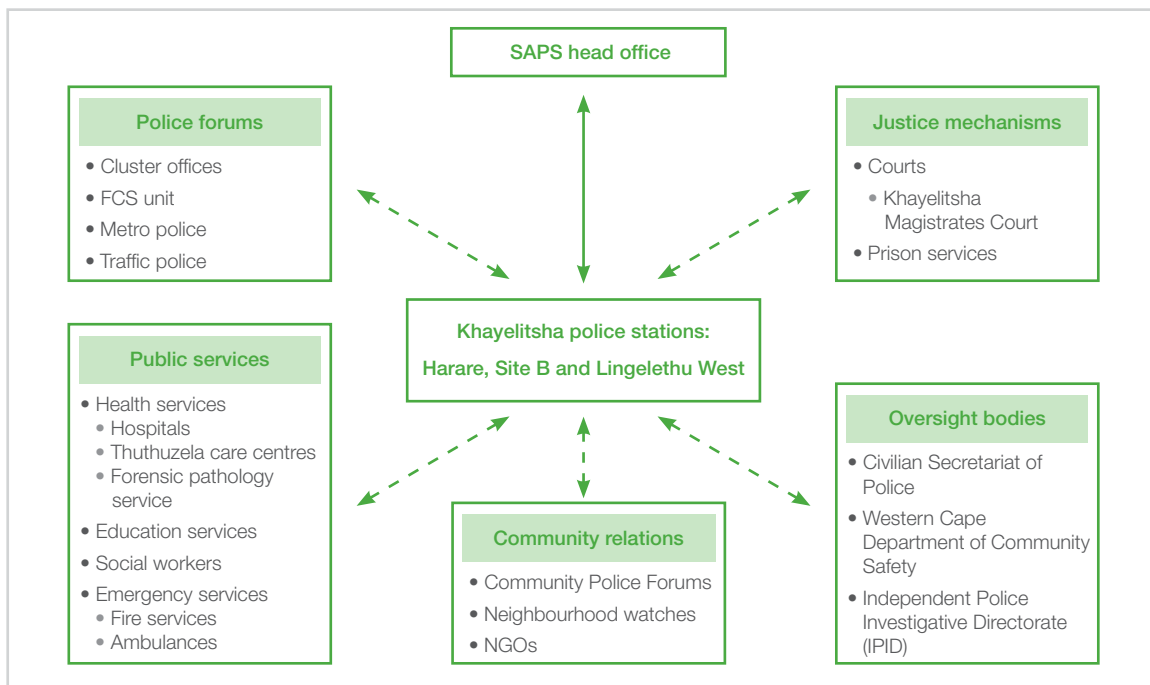 SAPS head office
Police forums
• Cluster offices
• FCS unit
• Metro police
• Traffic police
Justice mechanisms
• Courts
• Khayelitsha
Magistrates Court
• Prison services
Khayelitsha police stations:
Harare, Site B and Lingelethu West
Public services
• Health services
• Hospitals
• Thuthuzela care centres
• Forensic pathology
service
• Education services
• Social workers
• Emergency services
• Fire services
• Ambulances
Community relations
• Community Police Forums
• Neighbourhood watches
• NGOs
Oversight bodies
• Civilian Secretariat of
Police
• Western Cape
Department of Community
Safety
• Independent Police
Investigative Directorate
(IPID)